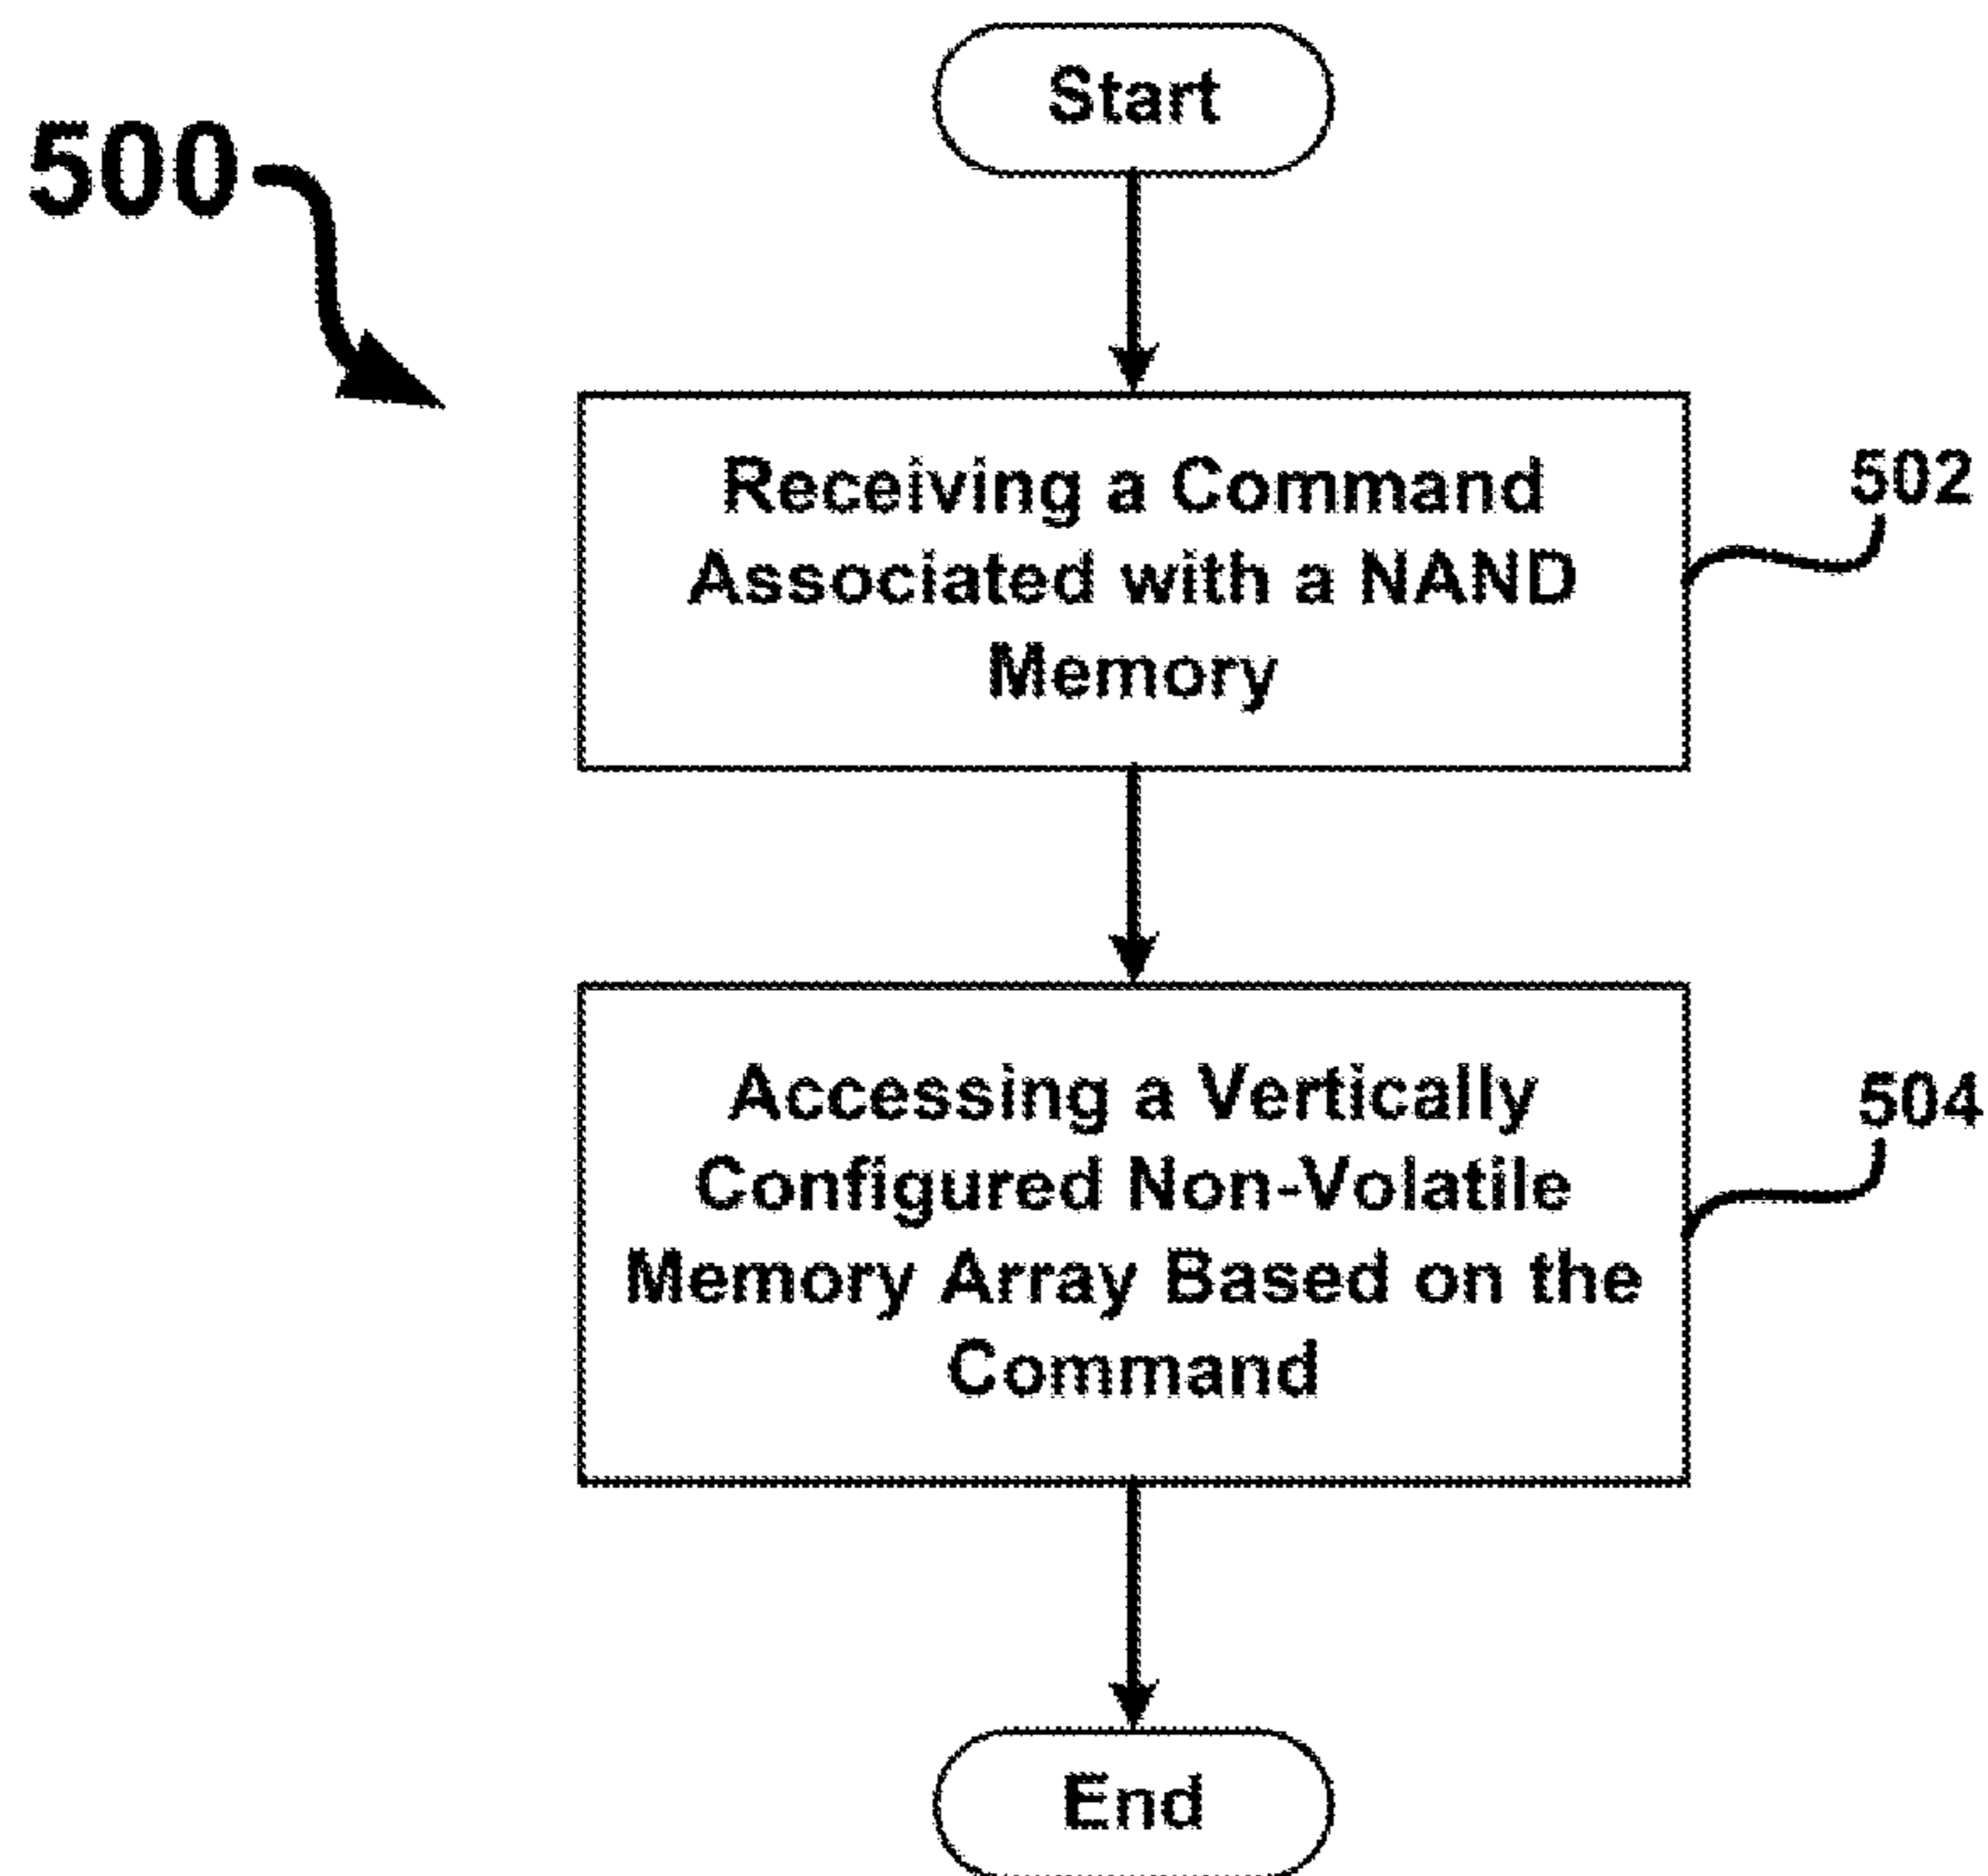 Start
500
Receiving a Command
Associated with a NAND
Memory
502
Accessing a Vertically
Configured Non-Volatile
Memory Array Based on the
Command
504
End